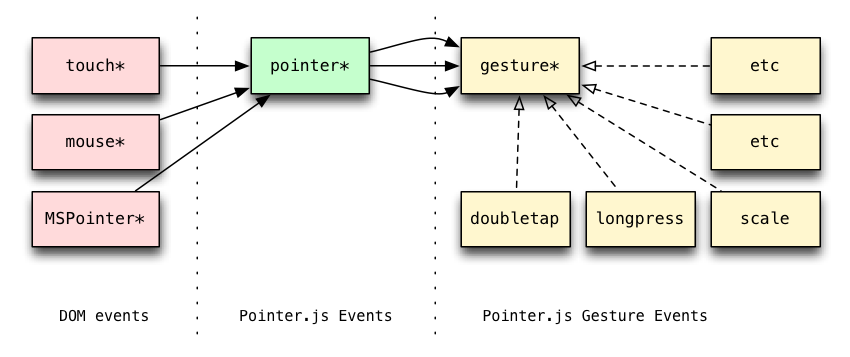 touch*
pointer*
gesture*
etc
mouse*
etc
MSPointer*
doubletap
longpress
scale
DOM events
Pointer.js Events
Pointer.js Gesture Events